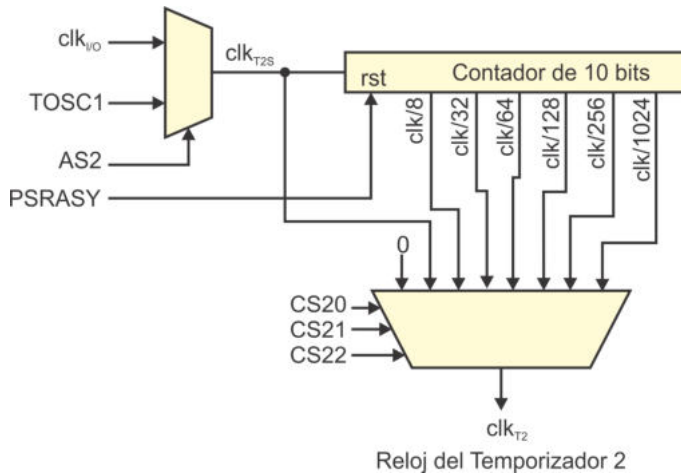 clkI/O
clkT2S
TOSC1
rst
Contador de 10 bits
AS2
clk/8
clk/32
clk/64
clk/128
clk/256
clk/1024
PSRASY
0
CS20
CS21
CS22
clkT2
Reloj del Temporizador 2